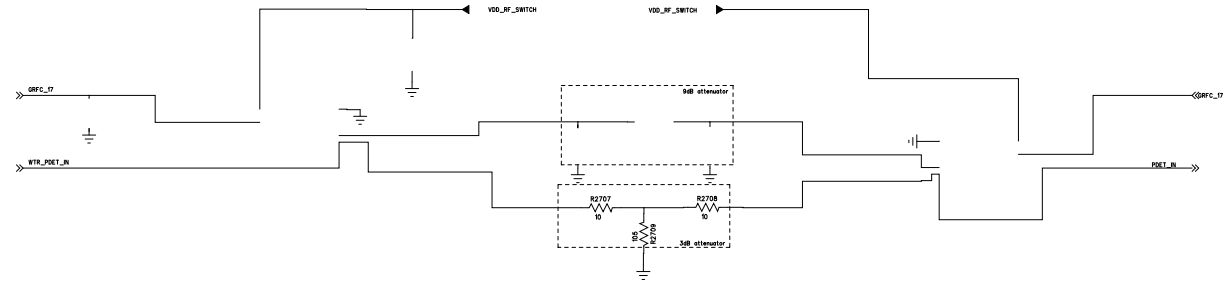 VDD_RF_SWITCH
VDD_RF_SWITCH
GRFC_17
9dB attenuator
GRFC_17
WTR_PDET_IN
PDET_IN
R2707
R2708
10
10
105
R2709
3dB attenuator